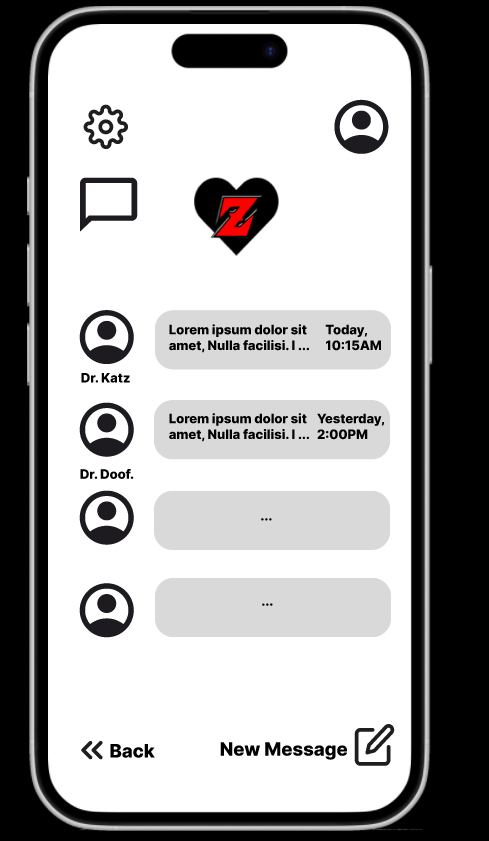 Z
Lorem ipsum dolor sit
amet, Nulla facilisi. I ...
Today,
10:15AM
Dr. Katz
Lorem ipsum dolor sit
amet, Nulla facilisi. I ...
Yesterday,
2:00PM
Dr. Doof.
...
...
Back
New Message